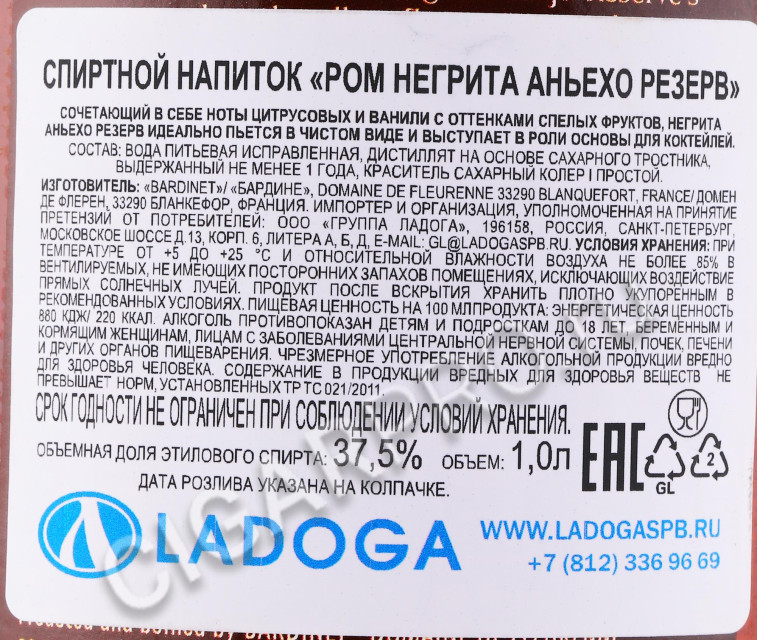 СПИРТНОЙ НАПИТОК «РОМ НЕГРИТА АНЬЕХО РЕЗЕРВ»
СОЧЕТАЮЩИЙ В СЕБЕ НОТЫ ЦИТРУСОВЫХ И ВАНИЛИ С ОТТЕНКАМИ СПЕЛЫХ ФРУКТОВ, НЕГРИТА
АНЬЕХО РЕЗЕРВ ИДЕАЛЬНО ПЬЕТСЯ В ЧИСТОМ ВИДЕ И ВЫСТУПАЕТ В РОЛИ ОСНОВЫ ДЛЯ КОКТЕЙЛЕЙ.
СОСТАВ: ВОДА ПИТЬЕВАЯ ИСПРАВЛЕННАЯ, ДИСТИЛЛЯТ НА ОСНОВЕ САХАРНОГО ТРОСТНИКА,
ВЫДЕРЖАННЫЙ НЕ МЕНЕЕ 1 ГОДА, КРАСИТЕЛЬ САХАРНЫЙ КОЛЕР I ПРОСТОЙ.
ИЗГОТОВИТЕЛЬ: «BARDINET»/ «БАРДИНЕ», DOMAINE DE FLEURENNE 33290 BLANQUEFORT, FRANCE/ ДОМЕН
ДЕ ФЛЕРЕН, 33290 БЛАНКЕФОР, ФРАНЦИЯ. ИМПОРТЕР И ОРГАНИЗАЦИЯ, УПОЛНОМОЧЕННАЯ НА ПРИНЯТИЕ
ПРЕТЕНЗИЙ ОТ ПОТРЕБИТЕЛЕЙ: ООО «ГРУППА ЛАДОГА», 196158, РОССИЯ, САНКТ-ПЕТЕРБУРГ,
МОСКОВСКОЕ ШОССЕ Д.13, КОРП. 6, ЛИТЕРА А, Б, Д, E-MAIL: GL@LADOGASPB.RU. УСЛОВИЯ ХРАНЕНИЯ: ПРИ
ТЕМПЕРАТУРЕ ОТ +5 ДО +25 °C И ОТНОСИТЕЛЬНОЙ ВЛАЖНОСТИ ВОЗДУХА НЕ БОЛЕЕ 85% В
ВЕНТИЛИРУЕМЫХ, НЕ ИМЕЮЩИХ ПОСТОРОННИХ ЗАПАХОВ ПОМЕЩЕНИЯХ, ИСКЛЮЧАЮЩИХ ВОЗДЕЙСТВИЕ
ПРЯМЫХ СОЛНЕЧНЫХ ЛУЧЕЙ. ПРОДУКТ ПОСЛЕ ВСКРЫТИЯ ХРАНИТЬ ПЛОТНО УКУПОРЕННЫМ В
РЕКОМЕНДОВАННЫХ УСЛОВИЯХ. ПИЩЕВАЯ ЦЕННОСТЬ НА 100 МЛ ПРОДУКТА: ЭНЕРГЕТИЧЕСКАЯ ЦЕННОСТЬ
880 КДЖ/ 220 ККАЛ. АЛКОГОЛЬ ПРОТИВОПОКАЗАН ДЕТЯМ И ПОДРОСТКАМ ДО 18 ЛЕТ, БЕРЕМЕННЫМ И
КОРМЯЩИМ ЖЕНЩИНАМ, ЛИЦАМ С ЗАБОЛЕВАНИЯМИ ЦЕНТРАЛЬНОЙ НЕРВНОЙ СИСТЕМЫ, ПОЧЕК, ПЕЧЕНИ
И ДРУГИХ ОРГАНОВ ПИЩЕВАРЕНИЯ. ЧРЕЗМЕРНОЕ УПОТРЕБЛЕНИЕ АЛКОГОЛЬНОЙ ПРОДУКЦИИ ВРЕДНО
ДЛЯ ЗДОРОВЬЯ ЧЕЛОВЕКА. СОДЕРЖАНИЕ В ПРОДУКЦИИ ВРЕДНЫХ ДЛЯ ЗДОРОВЬЯ ВЕЩЕСТВ НЕ
ПРЕВЫШАЕТ НОРМ, УСТАНОВЛЕННЫХ ТР ТС 021/2011.
СРОК ГОДНОСТИ НЕ ОГРАНИЧЕН ПРИ СОБЛЮДЕНИИ УСЛОВИЙ ХРАНЕНИЯ.
ОБЪЕМНАЯ ДОЛЯ ЭТИЛОВОГО СПИРТА: 37,5% ОБЪЕМ: 1,0л
ДАТА РОЗЛИВА УКАЗАНА НА КОЛПАЧКЕ.
EAC
GL
2
LADOGA
WWW.LADOGASPB.RU
+7 (812) 336 96 69
CIGARPRO.RU